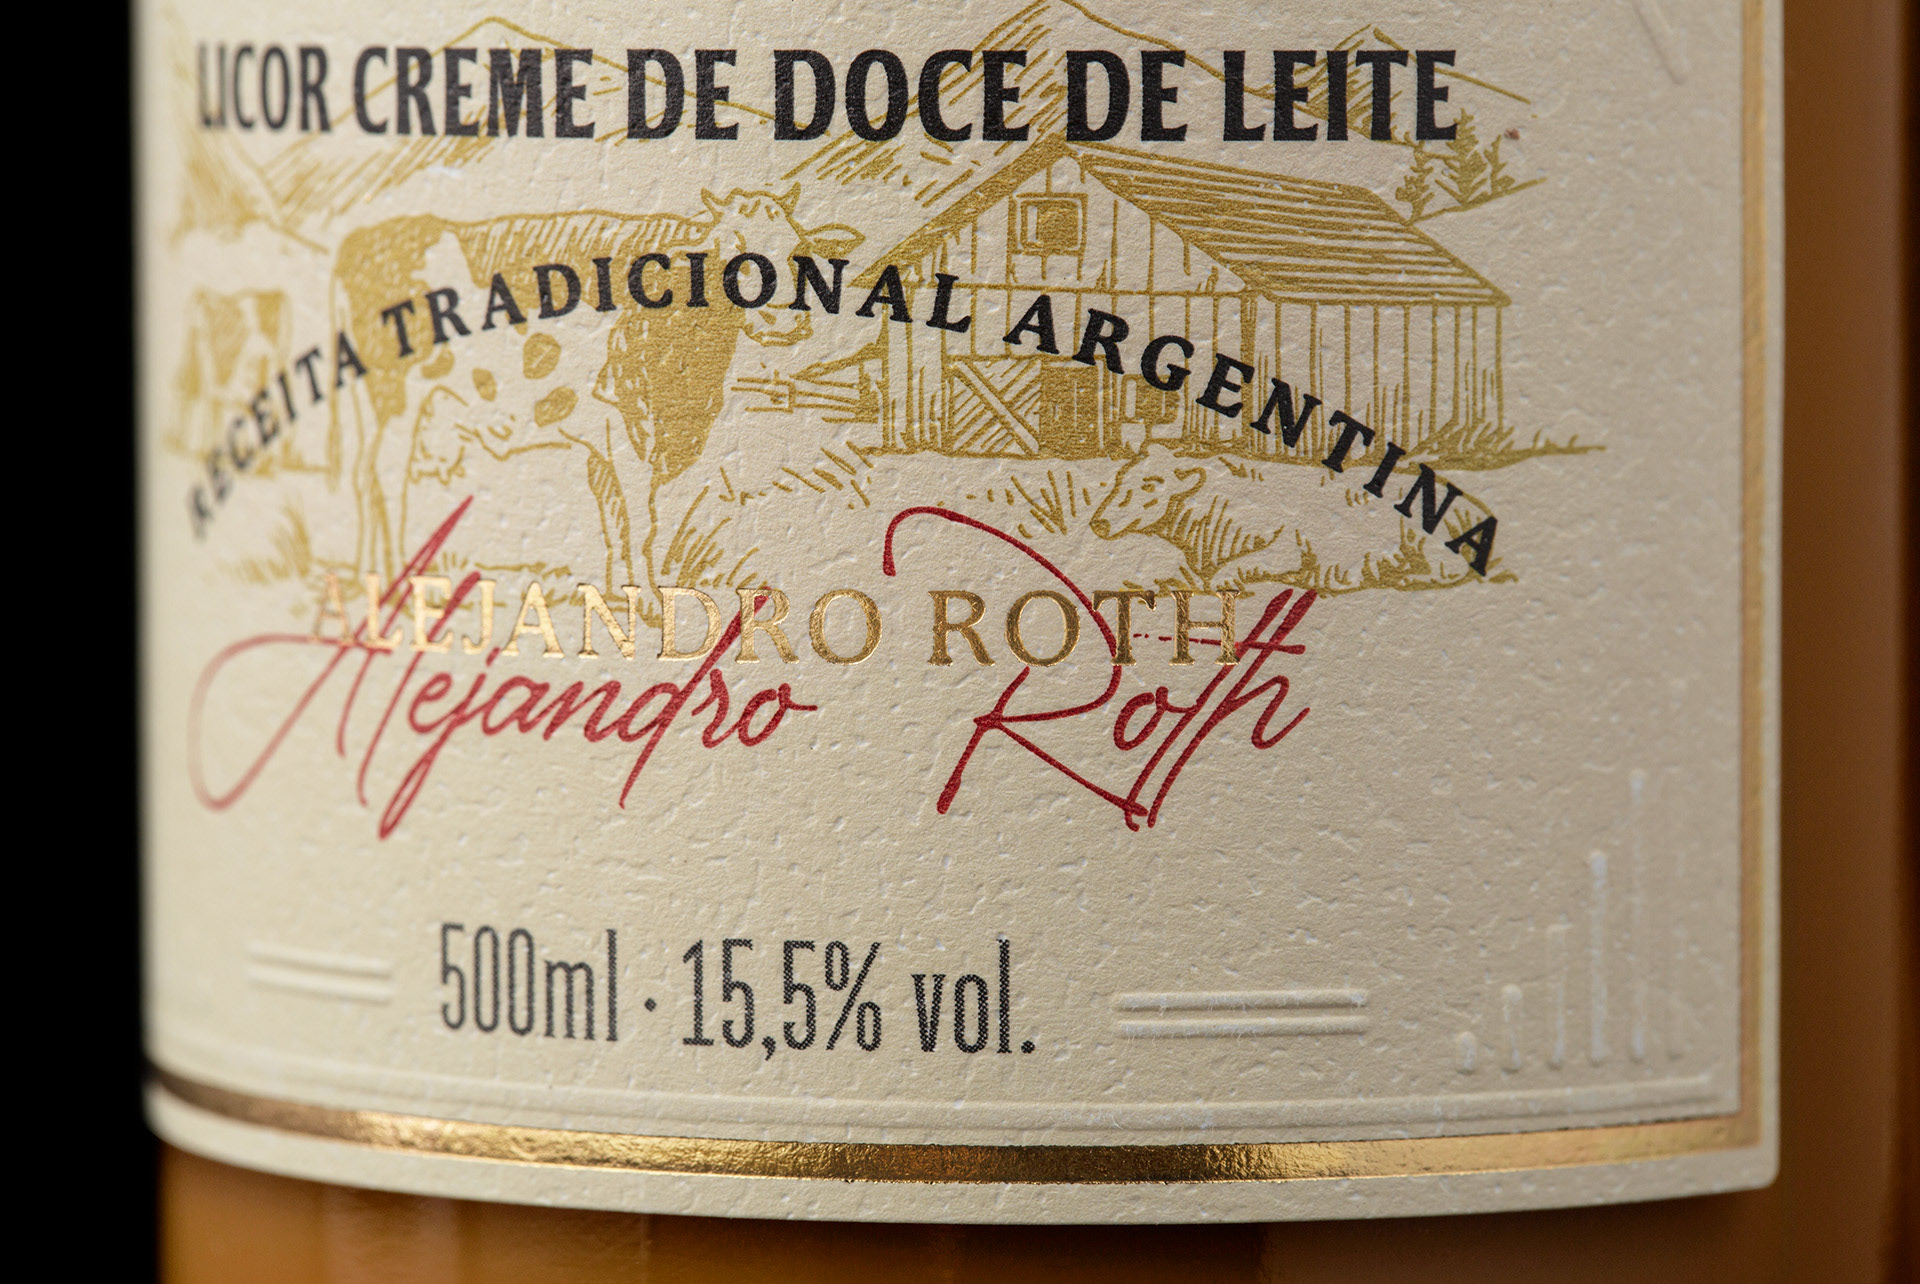 LICOR CREME DE DOCE DE LEITE
RECEITA TRADICIONAL ARGENTINA
ALEJANDRO ROTH
Alejandro Roth
500ml · 15,5% vol.